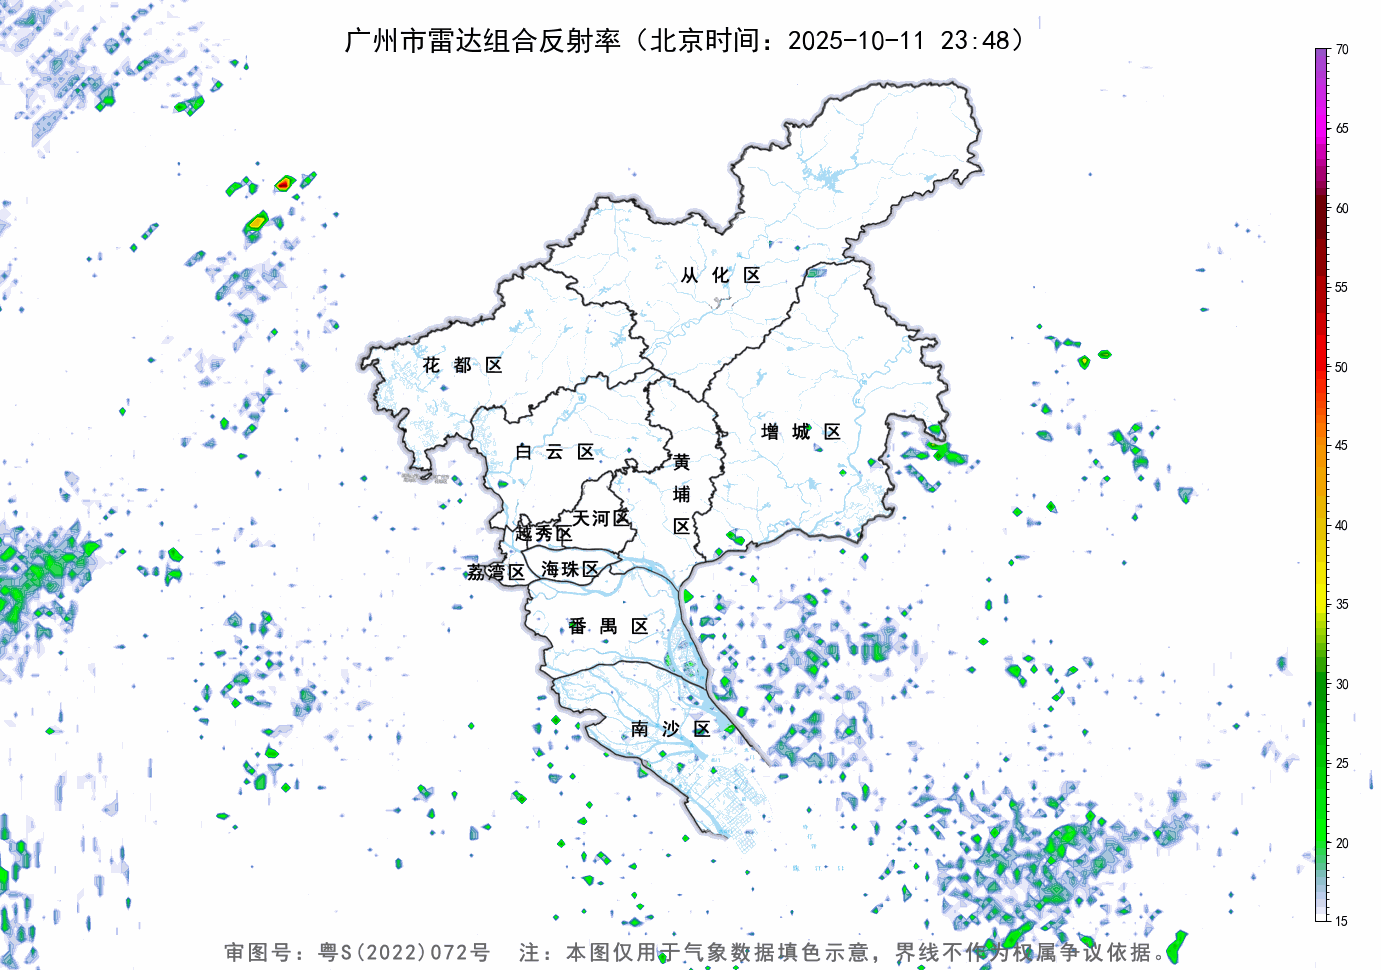 广州市雷达组合反射率（北京时间：2025-10-11 23:48）
70
65
60
55
50
45
40
35
30
25
20
15
从化区
花都区
增城区
白云区
黄埔区
天河区
越秀区
荔湾区
海珠区
番禺区
南沙区
审图号：粤S(2022)072号 注：本图仅用于气象数据填色示意，界线不作为权属争议依据。